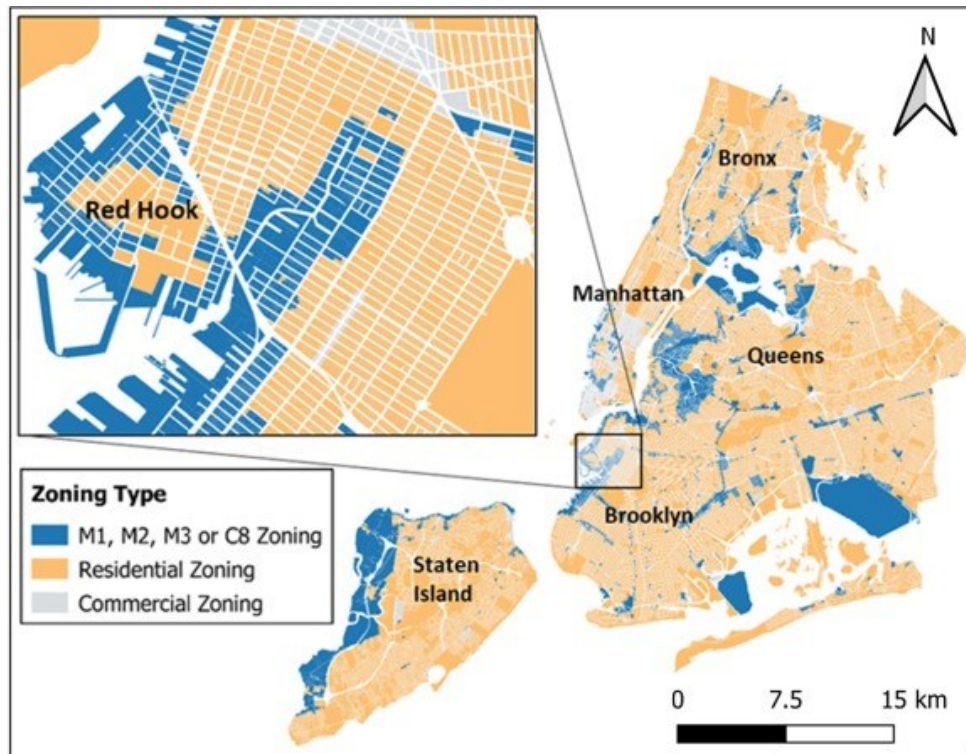 N
Bronx
Red Hook
Manhattan
Queens
Zoning Type
M1, M2, M3 or C8 Zoning
Residential Zoning
Commercial Zoning
Brooklyn
Staten
Island
0 7.5 15 km